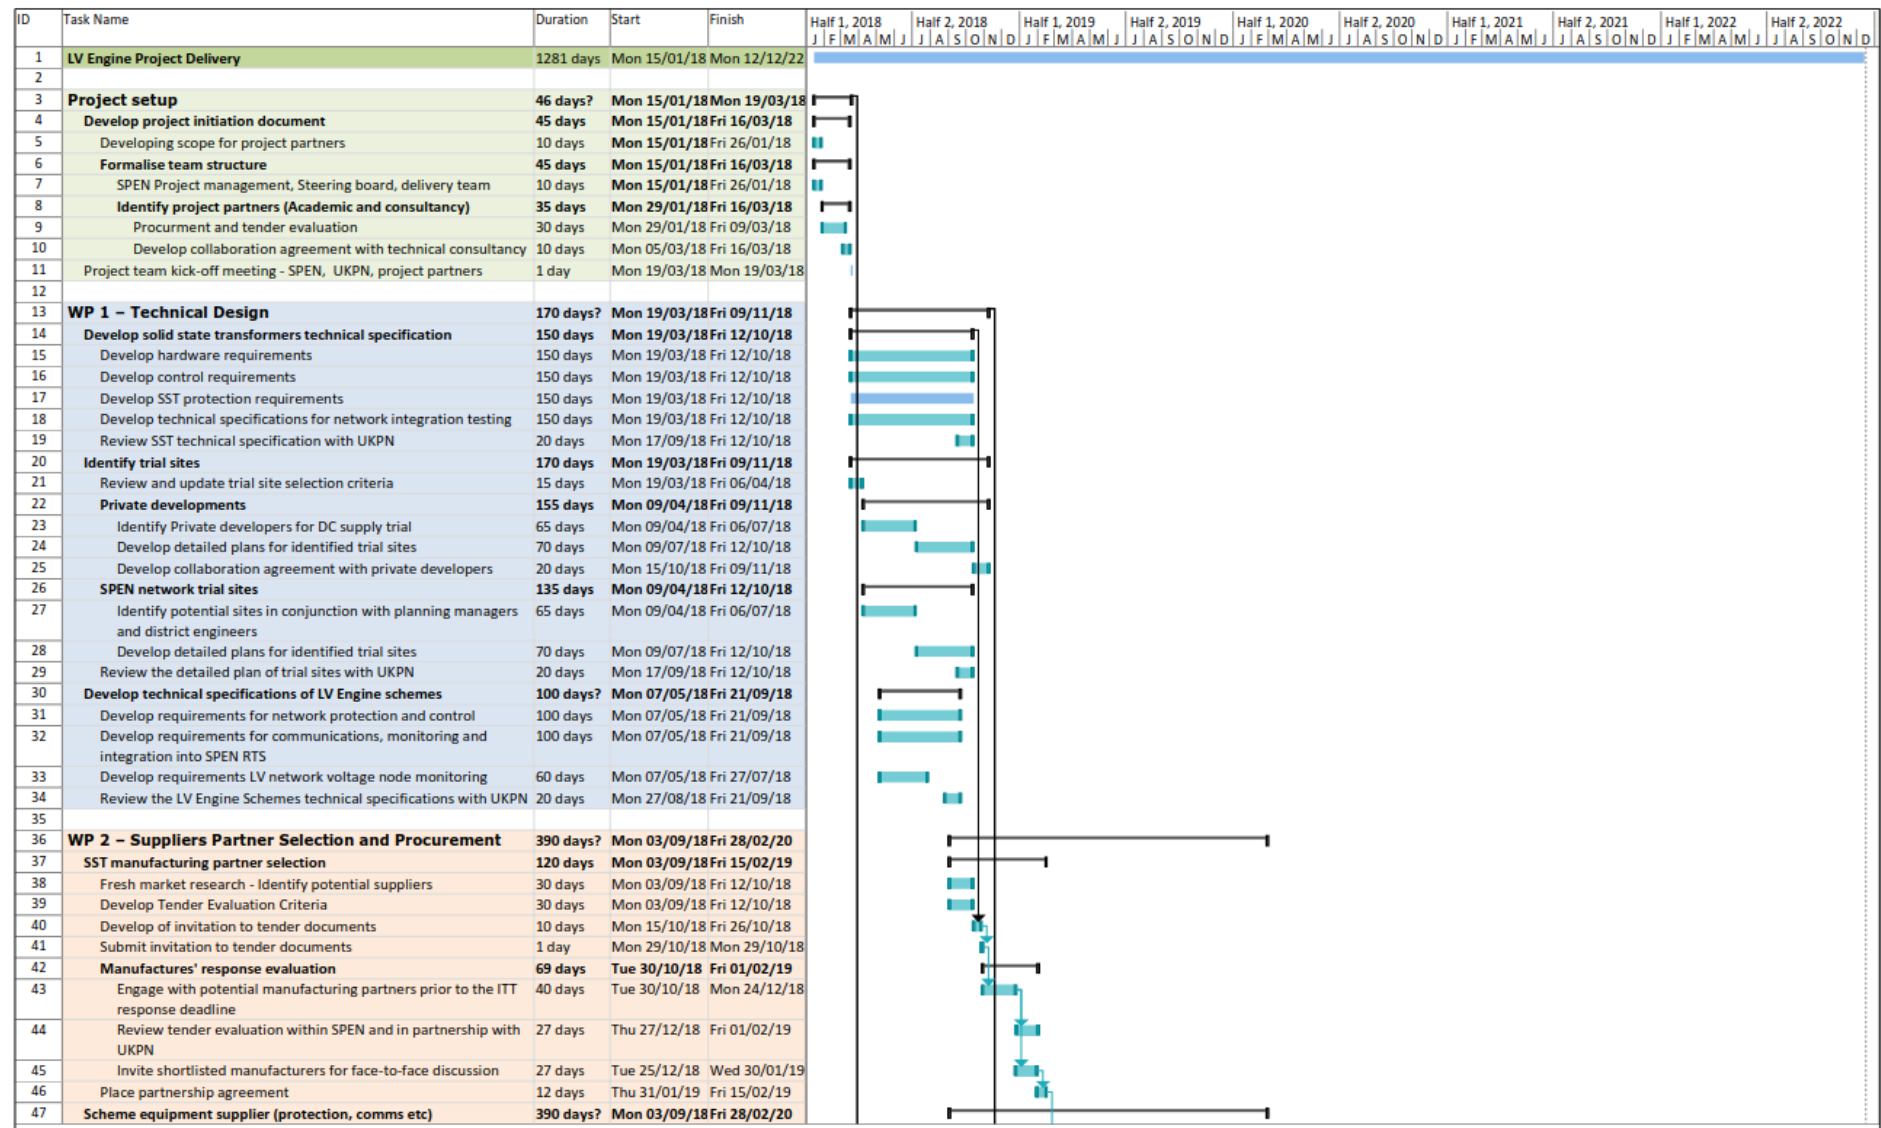 ID Task Name Duration Start Finish Half 1, 2018 Half 2, 2018 Half 1, 2019 Half 2, 2019 Half 1, 2020 Half 2, 2020 Half 1, 2021 Half 2, 2021 Half 1, 2022 Half 2, 2022
J F M A M J J A S O N D J F M A M J J A S O N D J F M A M J J A S O N D J F M A M J J A S O N D J F M A M J J A S O N D
1 LV Engine Project Delivery 1281 days Mon 15/01/18 Mon 12/12/22
2
3 Project setup 46 days? Mon 15/01/18 Mon 19/03/18
4 Develop project initiation document 45 days Mon 15/01/18 Fri 16/03/18
5 Developing scope for project partners 10 days Mon 15/01/18 Fri 26/01/18
6 Formalise team structure 45 days Mon 15/01/18 Fri 16/03/18
7 SPEN Project management, Steering board, delivery team 10 days Mon 15/01/18 Fri 26/01/18
8 Identify project partners (Academic and consultancy) 35 days Mon 29/01/18 Fri 16/03/18
9 Procurment and tender evaluation 30 days Mon 29/01/18 Fri 09/03/18
10 Develop collaboration agreement with technical consultancy 10 days Mon 05/03/18 Fri 16/03/18
11 Project team kick-off meeting - SPEN, UKPN, project partners 1 day Mon 19/03/18 Mon 19/03/18
12
13 WP 1 – Technical Design 170 days? Mon 19/03/18 Fri 09/11/18
14 Develop solid state transformers technical specification 150 days Mon 19/03/18 Fri 12/10/18
15 Develop hardware requirements 150 days Mon 19/03/18 Fri 12/10/18
16 Develop control requirements 150 days Mon 19/03/18 Fri 12/10/18
17 Develop SST protection requirements 150 days Mon 19/03/18 Fri 12/10/18
18 Develop technical specifications for network integration testing 150 days Mon 19/03/18 Fri 12/10/18
19 Review SST technical specification with UKPN 20 days Mon 17/09/18 Fri 12/10/18
20 Identify trial sites 170 days Mon 19/03/18 Fri 09/11/18
21 Review and update trial site selection criteria 15 days Mon 19/03/18 Fri 06/04/18
22 Private developments 155 days Mon 09/04/18 Fri 09/11/18
23 Identify Private developers for DC supply trial 65 days Mon 09/04/18 Fri 06/07/18
24 Develop detailed plans for identified trial sites 70 days Mon 09/07/18 Fri 12/10/18
25 Develop collaboration agreement with private developers 20 days Mon 15/10/18 Fri 09/11/18
26 SPEN network trial sites 135 days Mon 09/04/18 Fri 12/10/18
27 Identify potential sites in conjunction with planning managers 65 days Mon 09/04/18 Fri 06/07/18
and district engineers
28 Develop detailed plans for identified trial sites 70 days Mon 09/07/18 Fri 12/10/18
29 Review the detailed plan of trial sites with UKPN 20 days Mon 17/09/18 Fri 12/10/18
30 Develop technical specifications of LV Engine schemes 100 days? Mon 07/05/18 Fri 21/09/18
31 Develop requirements for network protection and control 100 days Mon 07/05/18 Fri 21/09/18
32 Develop requirements for communications, monitoring and 100 days Mon 07/05/18 Fri 21/09/18
integration into SPEN RTS
33 Develop requirements LV network voltage node monitoring 60 days Mon 07/05/18 Fri 27/07/18
34 Review the LV Engine Schemes technical specifications with UKPN 20 days Mon 27/08/18 Fri 21/09/18
35
36 WP 2 – Suppliers Partner Selection and Procurement 390 days? Mon 03/09/18 Fri 28/02/20
37 SST manufacturing partner selection 120 days Mon 03/09/18 Fri 15/02/19
38 Fresh market research - Identify potential suppliers 30 days Mon 03/09/18 Fri 12/10/18
39 Develop Tender Evaluation Criteria 30 days Mon 03/09/18 Fri 12/10/18
40 Develop of invitation to tender documents 10 days Mon 15/10/18 Fri 26/10/18
41 Submit invitation to tender documents 1 day Mon 29/10/18 Mon 29/10/18
42 Manufactures' response evaluation 69 days Tue 30/10/18 Fri 01/02/19
43 Engage with potential manufacturing partners prior to the ITT 40 days Tue 30/10/18 Mon 24/12/18
response deadline
44 Review tender evaluation within SPEN and in partnership with 27 days Thu 27/12/18 Fri 01/02/19
UKPN
45 Invite shortlisted manufacturers for face-to-face discussion 27 days Tue 25/12/18 Wed 30/01/19
46 Place partnership agreement 12 days Thu 31/01/19 Fri 15/02/19
47 Scheme equipment supplier (protection, comms etc) 390 days? Mon 03/09/18 Fri 28/02/20